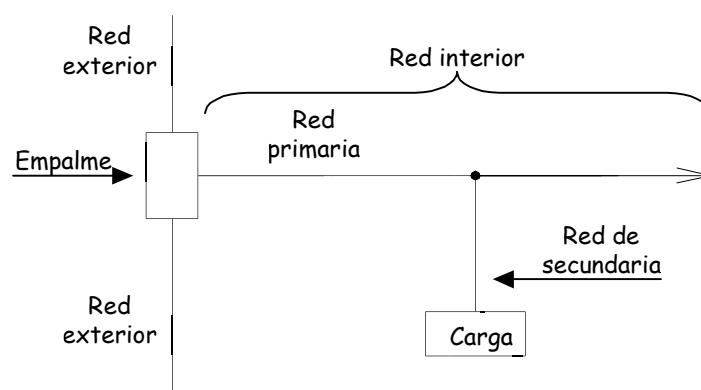 Red
exterior
Red interior
Red
primaria
Empalme
Red de
secundaria
Red
exterior
Carga